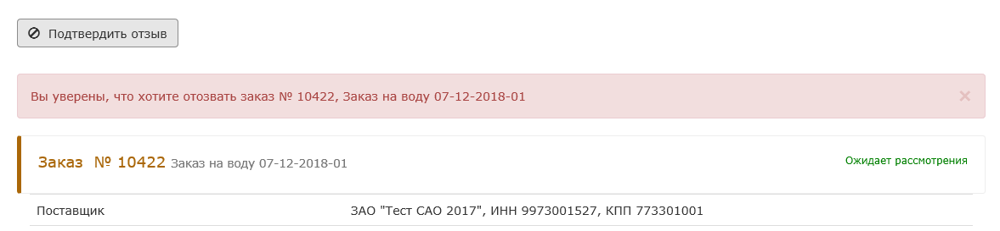 Подтвердить отзыв
Вы уверены, что хотите отозвать заказ № 10422, Заказ на воду 07-12-2018-01 ×
Заказ № 10422 Заказ на воду 07-12-2018-01 Ожидает рассмотрения
Поставщик ЗАО "Тест САО 2017", ИНН 9973001527, КПП 773301001